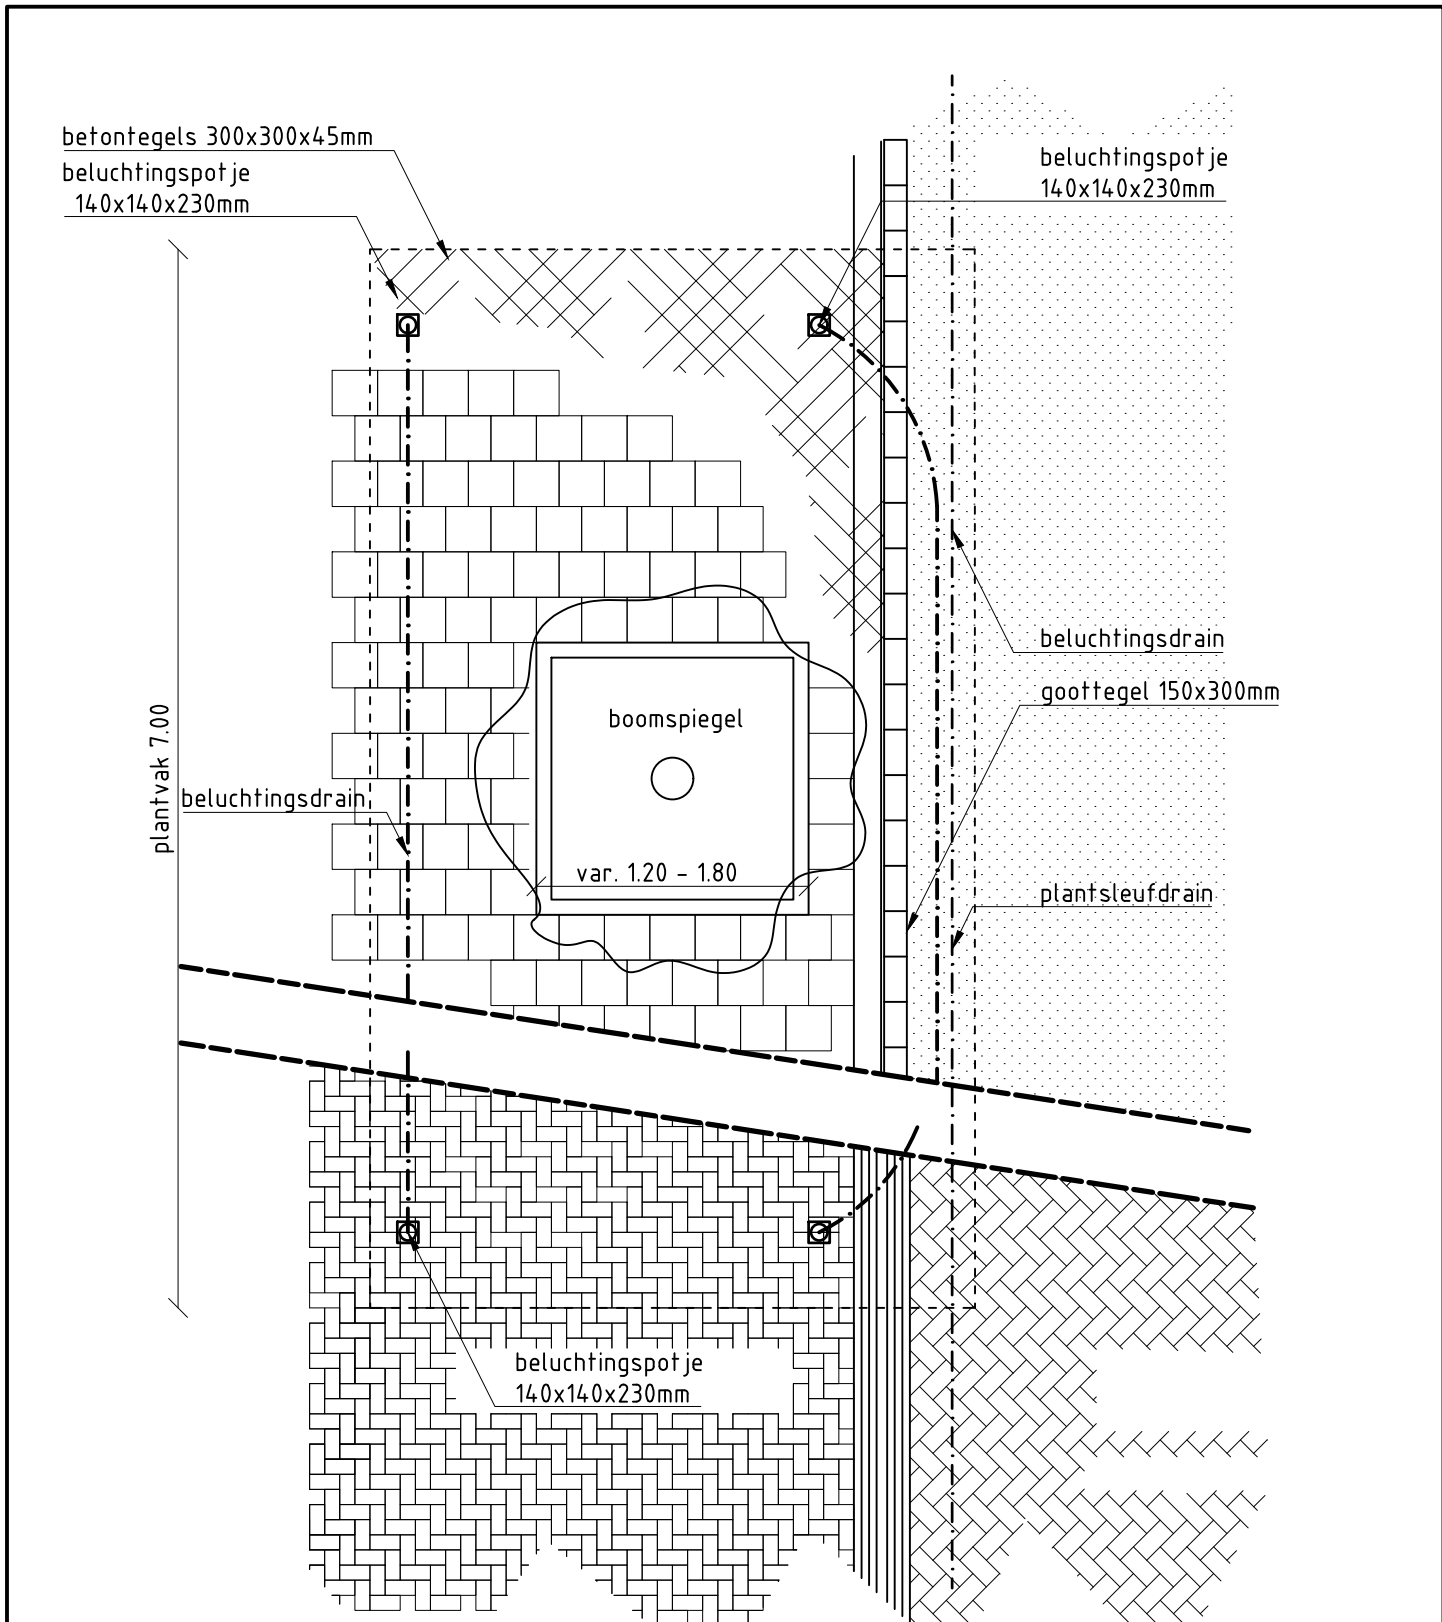 betontegels 300x300x45mm
beluchtingspotje
140x140x230mm
beluchtingspotje
140x140x230mm
beluchtingsdrain
goottegel 150x300mm
boomspiegel
plantvak 7.00
beluchtingsdrain
var. 1.20 - 1.80
plantsleufdrain
beluchtingspotje
140x140x230mm